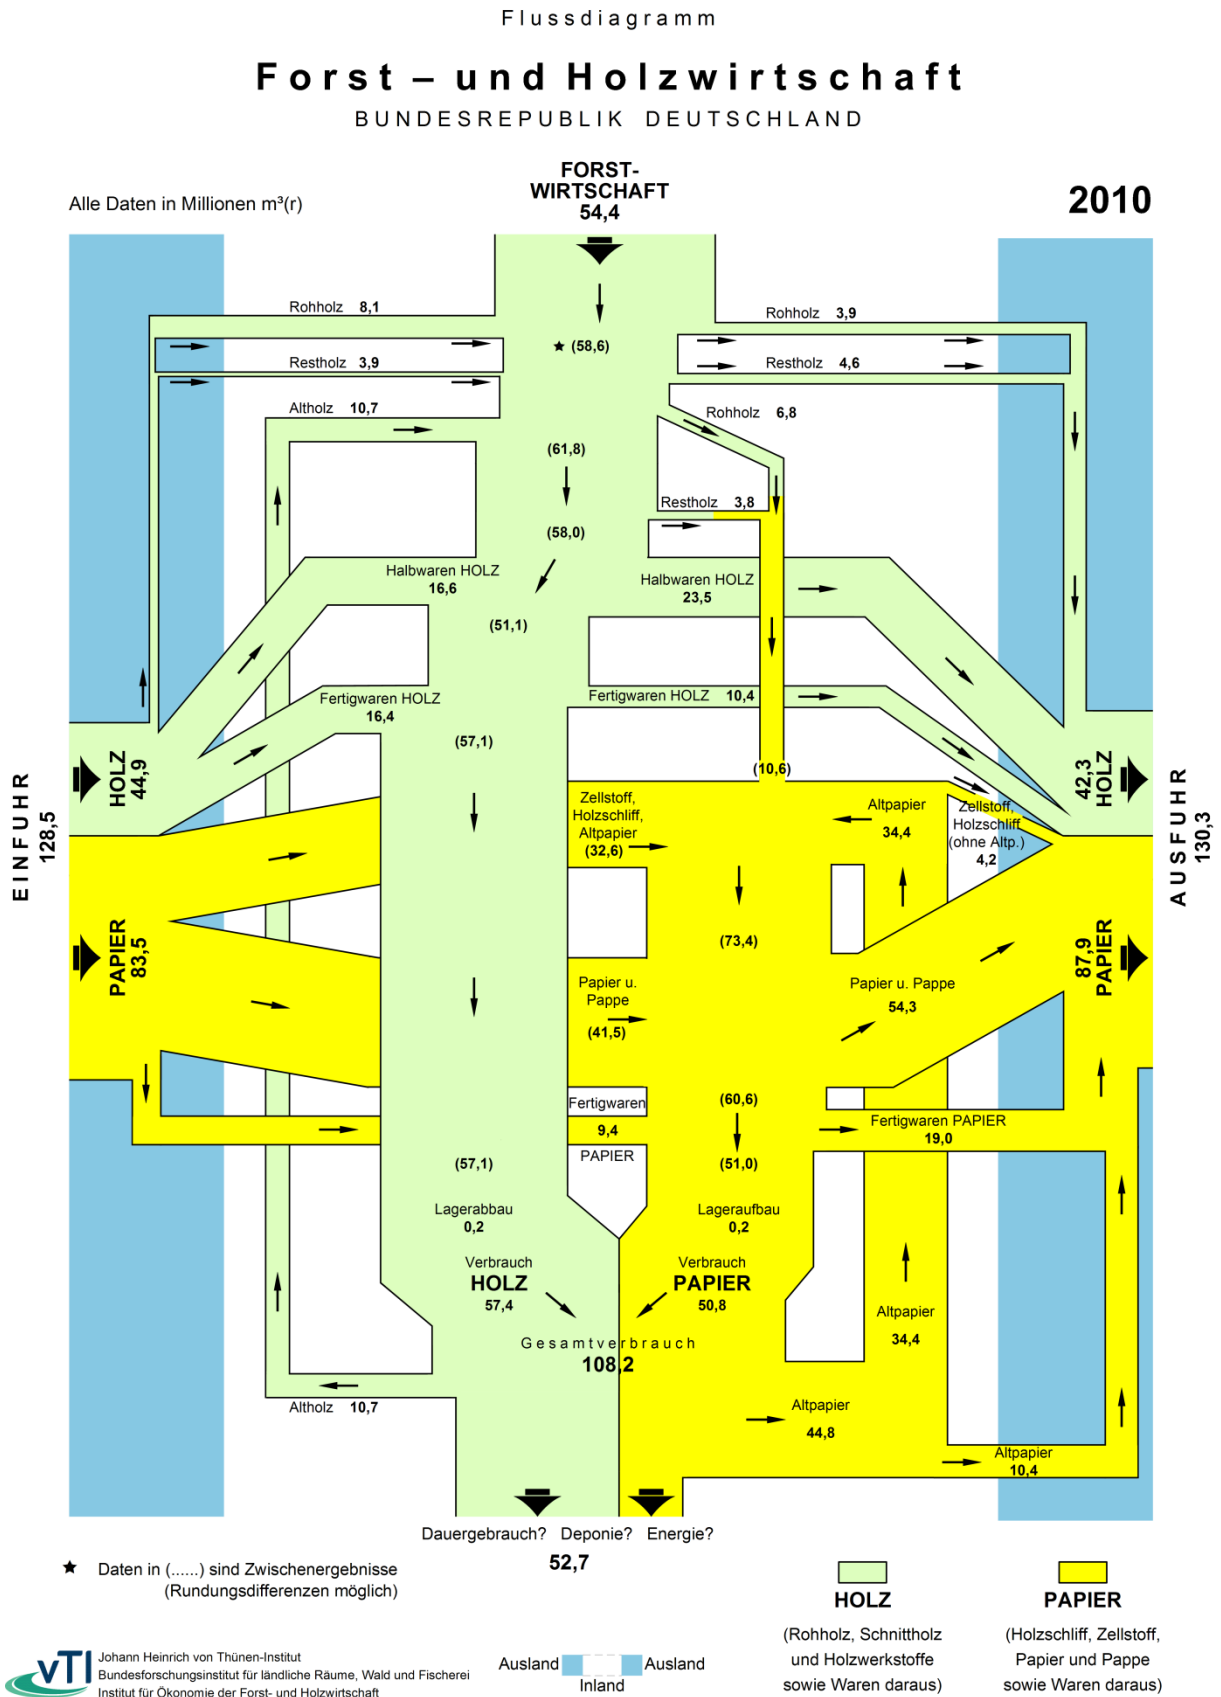 Flussdiagramm
Forst – und Holzwirtschaft
BUNDESREPUBLIK DEUTSCHLAND
FORST-
WIRTSCHAFT
54,4
Alle Daten in Millionen m³(r)
2010
Rohholz 8,1
Rohholz 3,9
★ (58,6)
Restholz 3,9
Restholz 4,6
Altholz 10,7
Rohholz 6,8
(61,8)
Restholz 3,8
(58,0)
Halbwaren HOLZ
16,6
Halbwaren HOLZ
23,5
(51,1)
Fertigwaren HOLZ
16,4
Fertigwaren HOLZ 10,4
(57,1)
(10,6)
EINFUHR
128,5
HOLZ
44,9
42,3
HOLZ
AUSFUHR
130,3
Zellstoff,
Holzschliff,
Altpapier
(32,6)
Altpapier
34,4
Zellstoff,
Holzschliff
(ohne Altp.)
4,2
PAPIER
83,5
(73,4)
87,9
PAPIER
Papier u.
Pappe
(41,5)
Papier u. Pappe
54,3
Fertigwaren
9,4
PAPIER
(60,6)
Fertigwaren PAPIER
19,0
(57,1)
(51,0)
Lagerabbau
0,2
Lageraufbau
0,2
Verbrauch
HOLZ
57,4
Verbrauch
PAPIER
50,8
Gesamtverbrauch
108,2
Altpapier
34,4
Altholz 10,7
Altpapier
44,8
Altpapier
10,4
Dauergebrauch? Deponie? Energie?
52,7
★ Daten in (......) sind Zwischenergebnisse
(Rundungsdifferenzen möglich)
HOLZ
(Rohholz, Schnittholz
und Holzwerkstoffe
sowie Waren daraus)
PAPIER
(Holzschliff, Zellstoff,
Papier und Pappe
sowie Waren daraus)
vTI
Johann Heinrich von Thünen-Institut
Bundesforschungsinstitut für ländliche Räume, Wald und Fischerei
Institut für Ökonomie der Forst- und Holzwirtschaft
Ausland Ausland
Inland